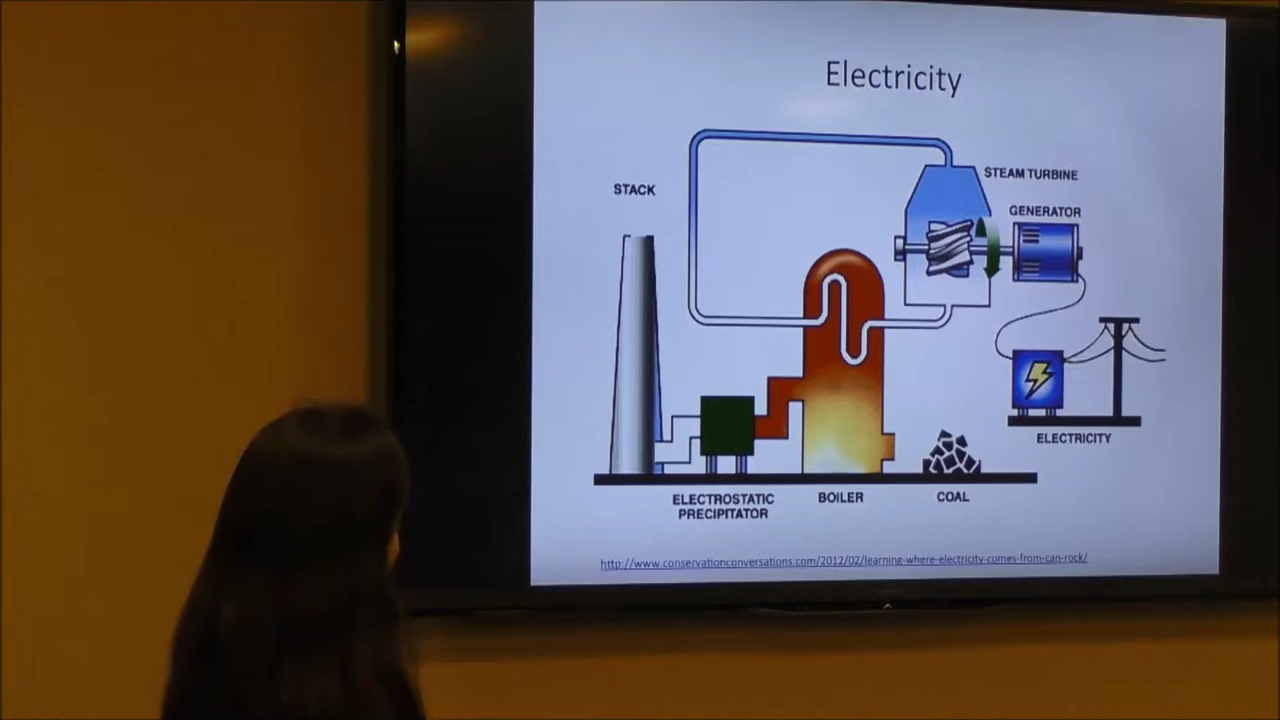 Electricity
STEAM TURBINE
STACK
GENERATOR
ELECTRICITY
ELECTROSTATIC
PRECIPITATOR
BOILER
COAL
http://www.conservationconversations.com/2012/02/learning-where-electricity-comes-from-can-rock/